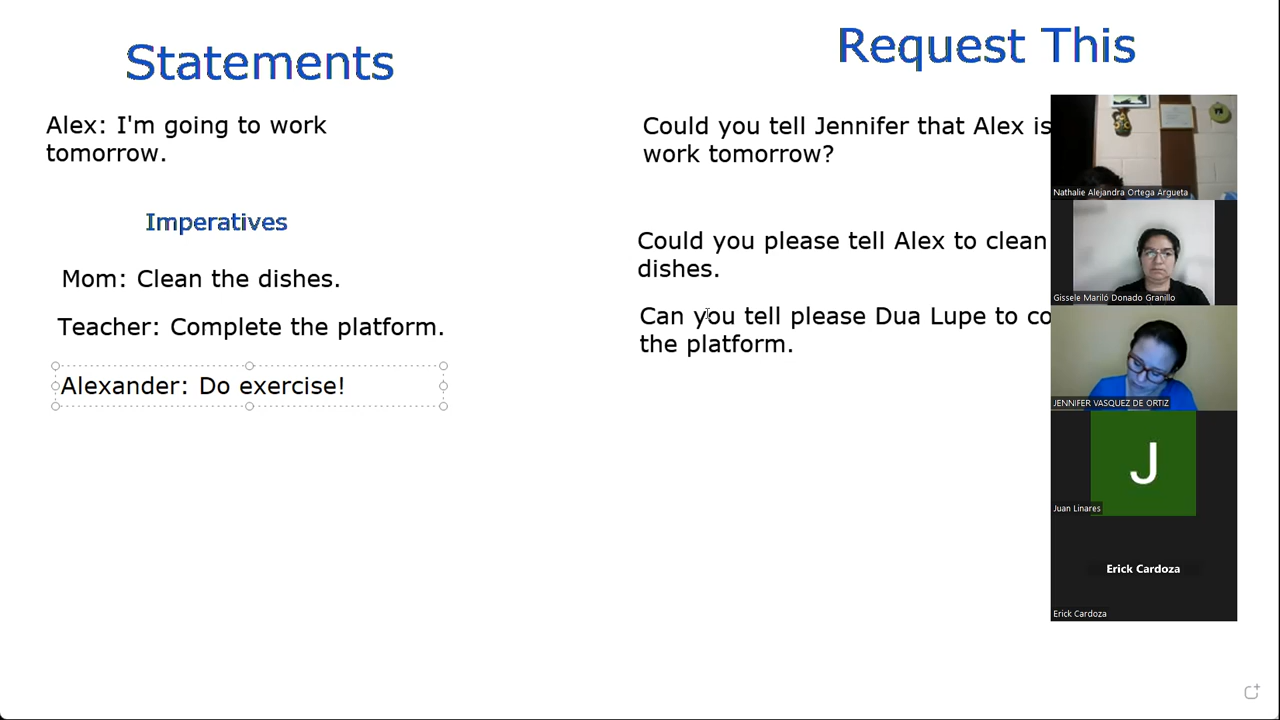 Statements
Alex: I'm going to work
tomorrow.
Imperatives
Mom: Clean the dishes.
Teacher: Complete the platform.
Alexander: Do exercise!
Request This
Could you tell Jennifer that Alex is
work tomorrow?
Could you please tell Alex to clean
dishes.
Can you tell please Dua Lupe to co
the platform.
Nathalie Alejandra Ortega Argueta
Gissele Mariló Donado Granillo
JENNIFER VASQUEZ DE ORTIZ
J
Juan Linares
Erick Cardoza
Erick Cardoza